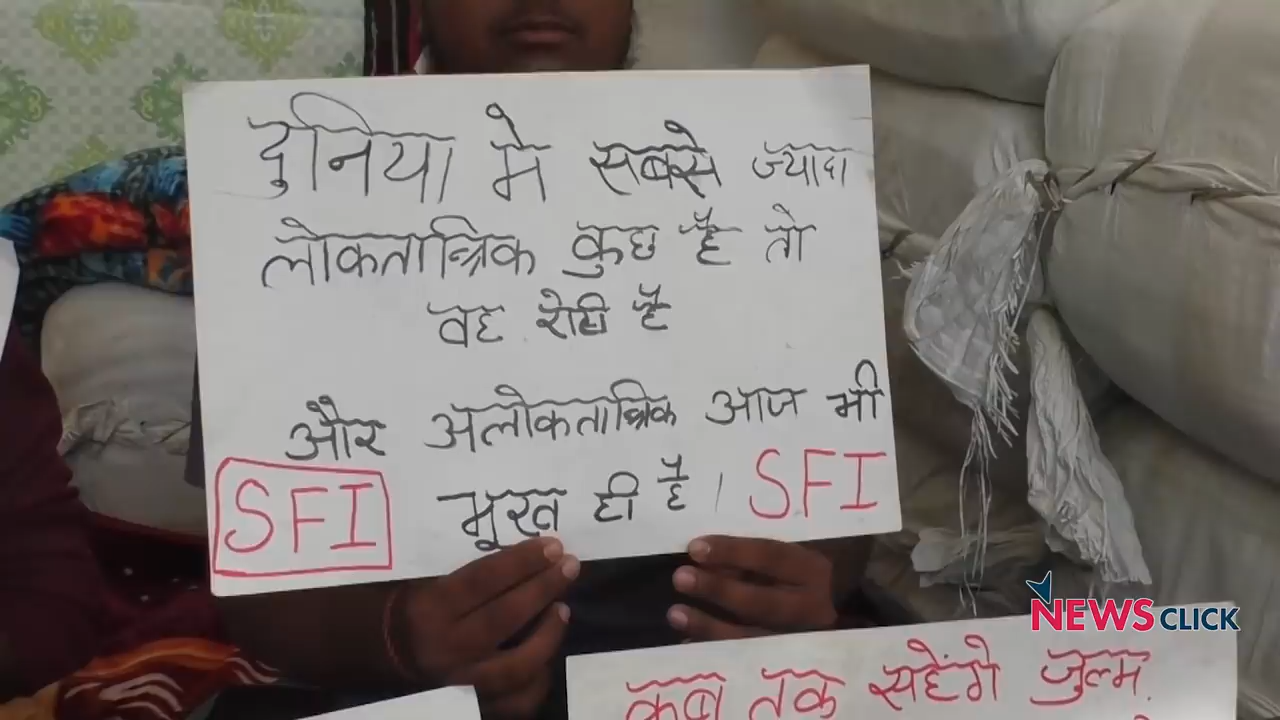 दुनिया मे सबसे ज्यादा
लोकतान्त्रिक कुछ है तो
वह रोटी है
और अलोकतान्त्रिक आज भी
SFI भूख ही है। SFI
NEWSCLICK
कब तक सहेंगे जुल्म